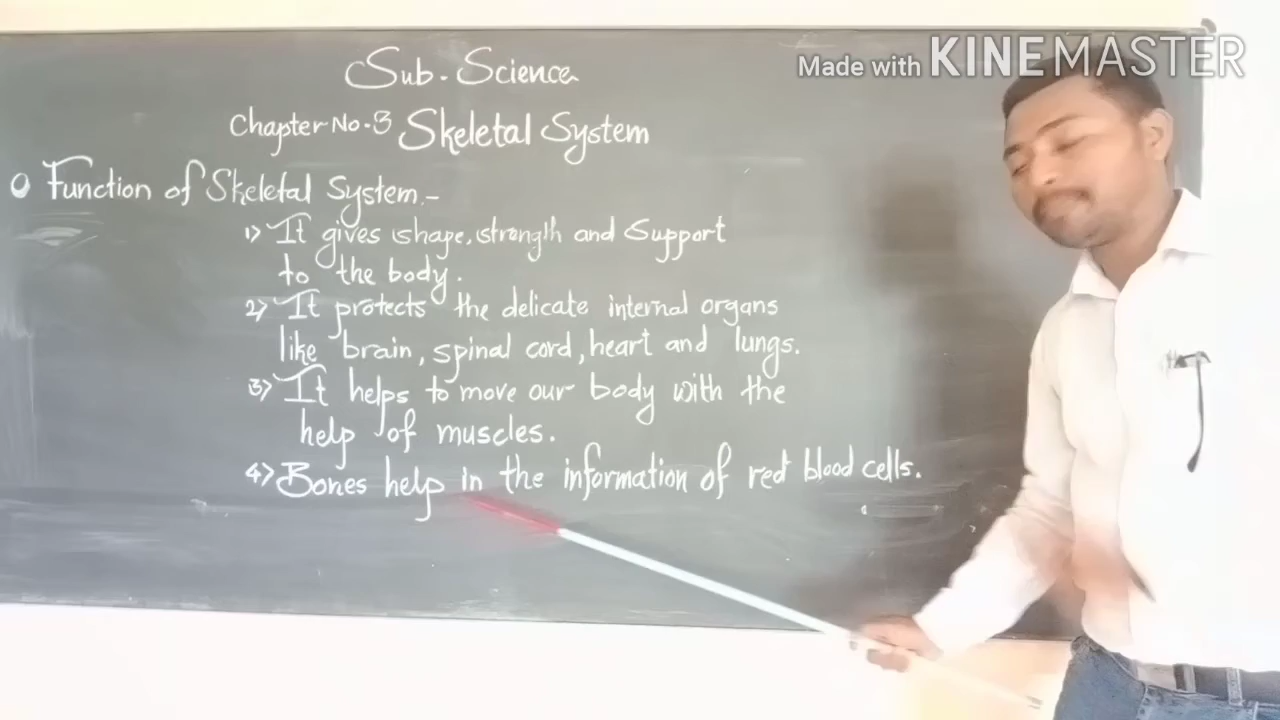 Made with KINEMASTER
Sub. Science
Chapter No. 3 Skeletal System
Function of Skeletal System.-
1) It gives shape, strength and Support
to the body.
2) It protects the delicate internal organs
like brain, spinal cord, heart and lungs.
3) It helps to move our body with the
help of muscles.
4) Bones help in the information of red blood cells.